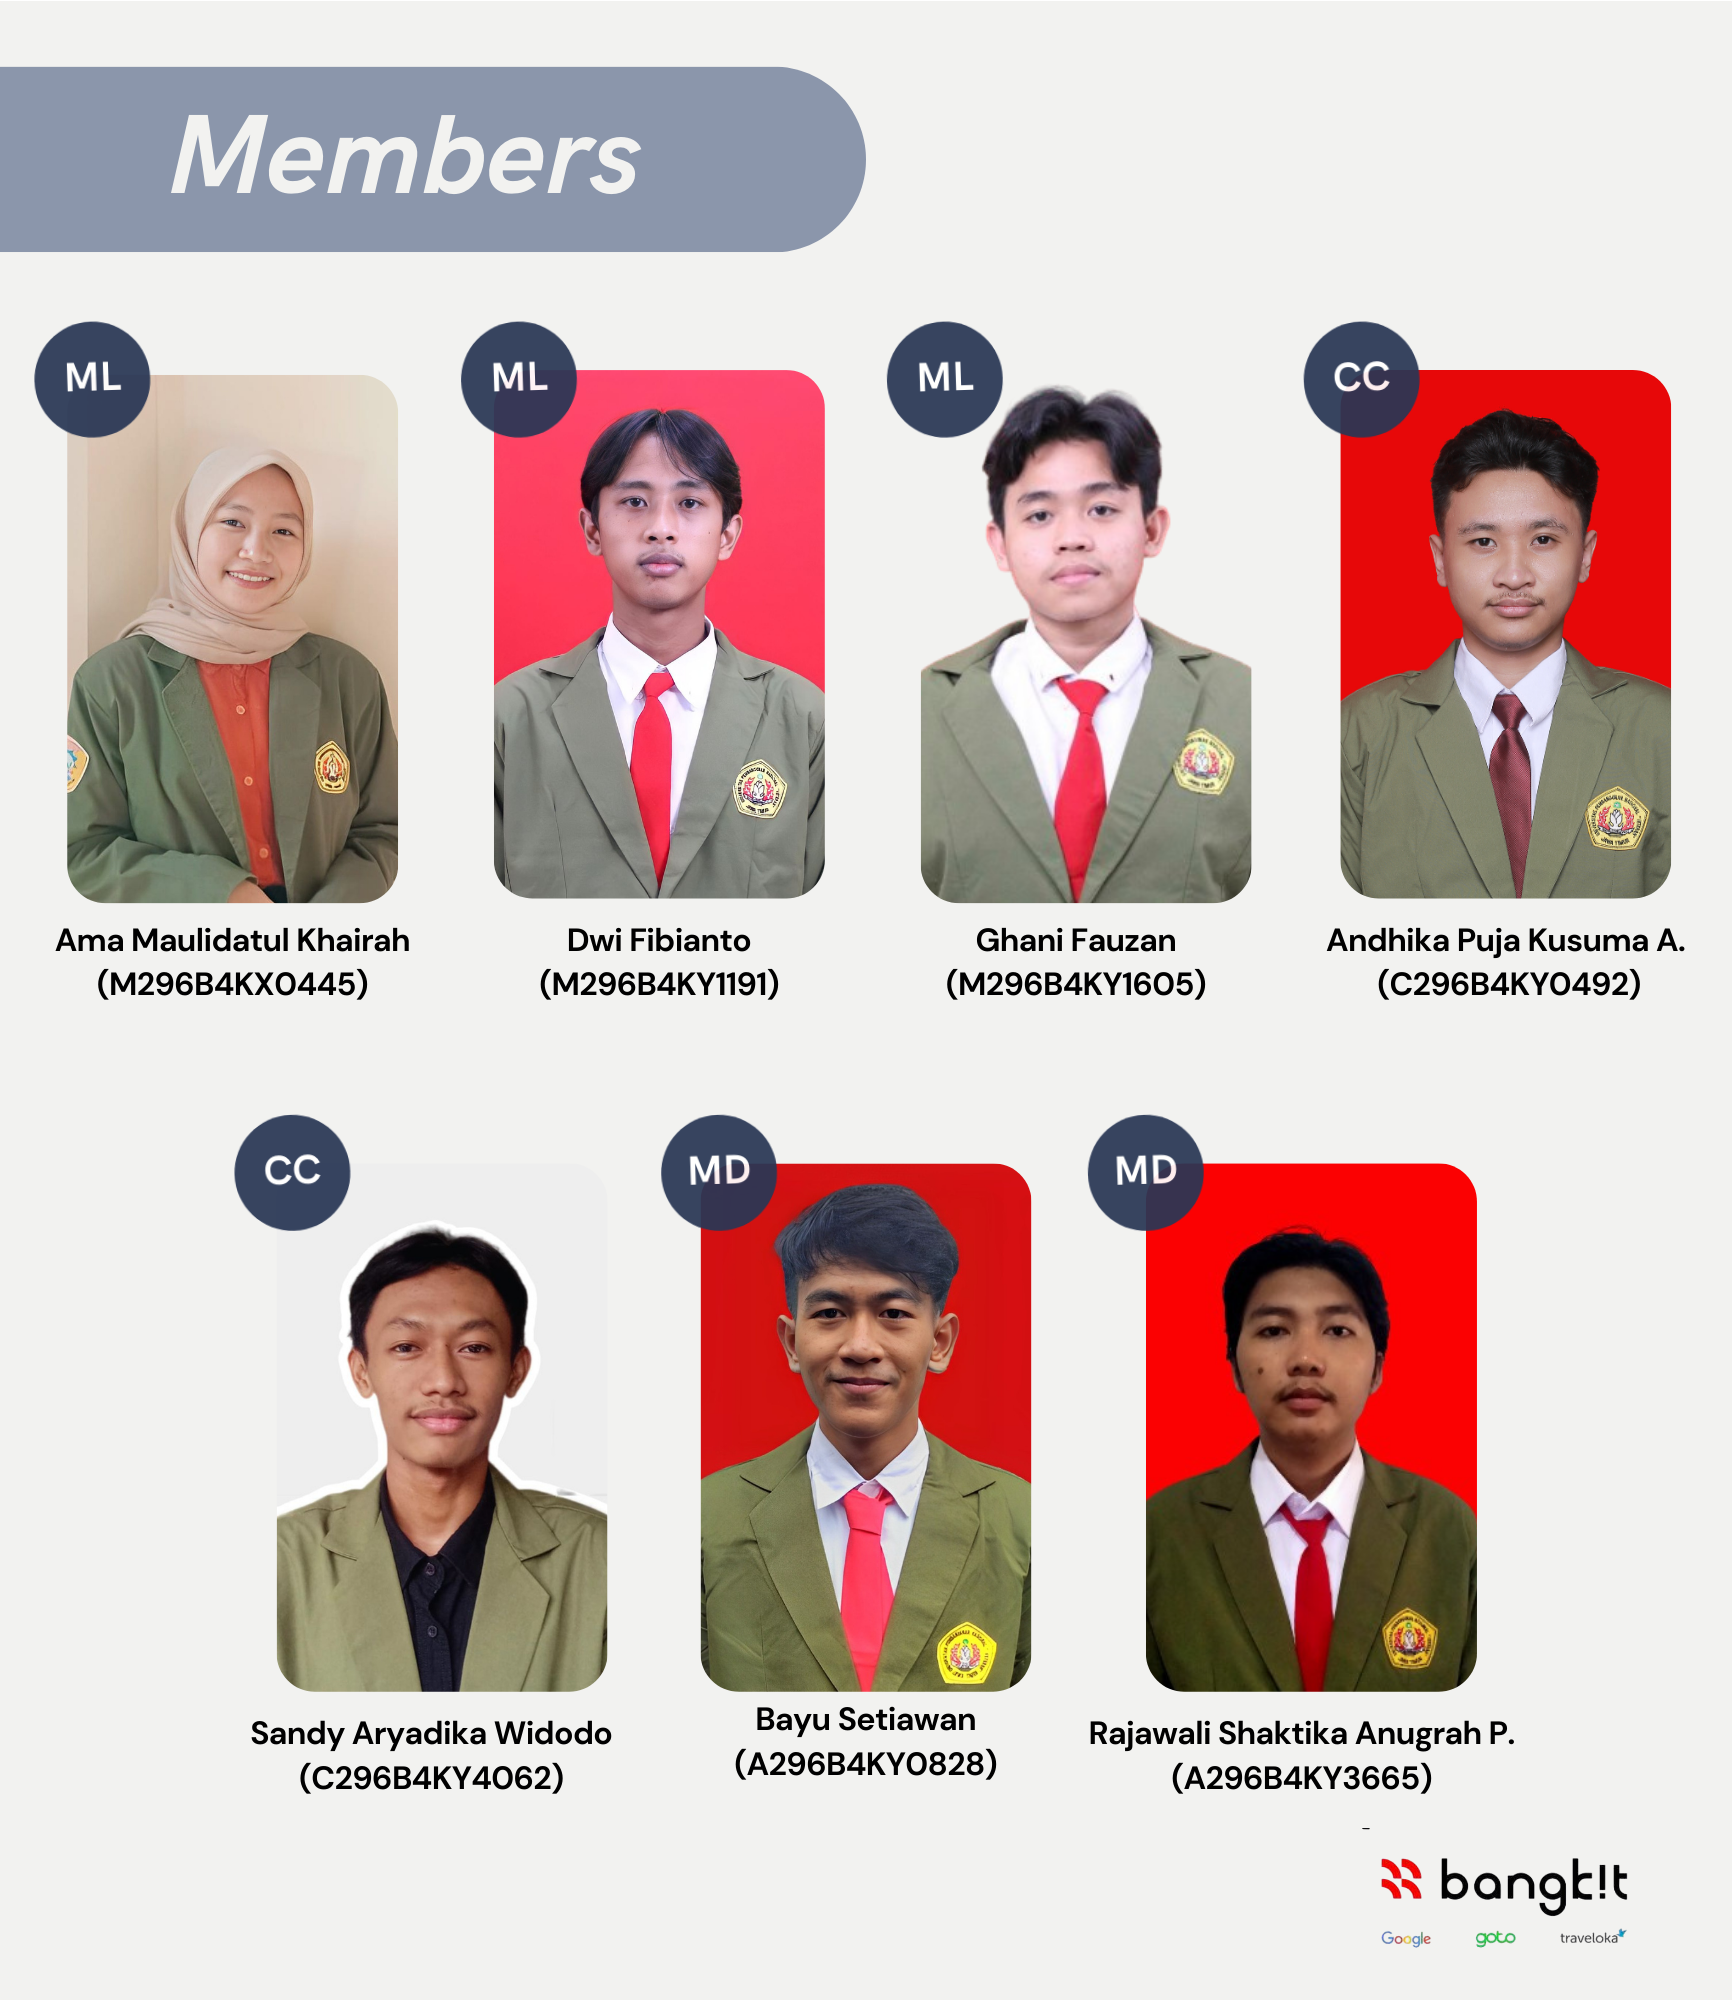 Members
ML
ML
ML
CC
Ama Maulidatul Khairah
(M296B4KX0445)
Dwi Fibianto
(M296B4KY1191)
Ghani Fauzan
(M296B4KY1605)
Andhika Puja Kusuma A.
(C296B4KY0492)
CC
MD
MD
Sandy Aryadika Widodo
(C296B4KY4062)
Bayu Setiawan
(A296B4KY0828)
Rajawali Shaktika Anugrah P.
(A296B4KY3665)
-
bangk!t
Google
goto
traveloka